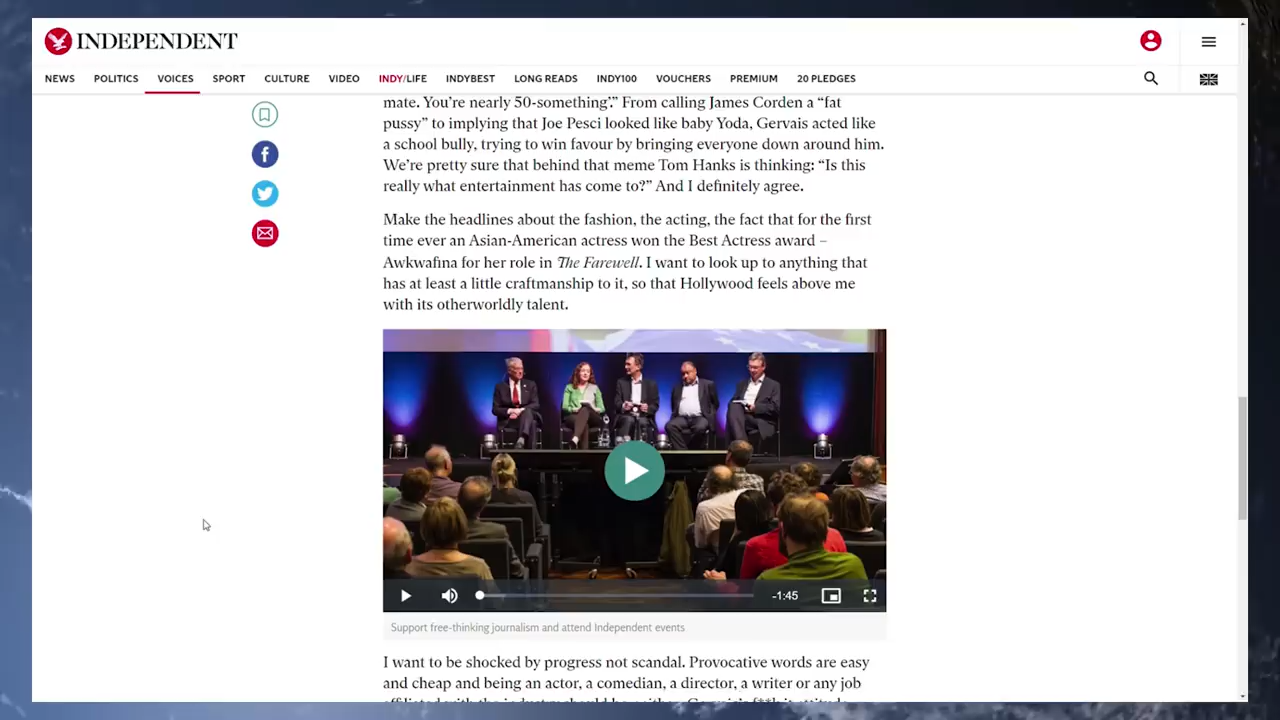 INDEPENDENT
NEWS POLITICS VOICES SPORT CULTURE VIDEO INDY/LIFE INDYBEST LONG READS INDY100 VOUCHERS PREMIUM 20 PLEDGES
mate. You're nearly 50-something'." From calling James Corden a "fat
pussy" to implying that Joe Pesci looked like baby Yoda, Gervais acted like
a school bully, trying to win favour by bringing everyone down around him.
We're pretty sure that behind that meme Tom Hanks is thinking: "Is this
really what entertainment has come to?" And I definitely agree.
Make the headlines about the fashion, the acting, the fact that for the first
time ever an Asian-American actress won the Best Actress award –
Awkwafina for her role in The Farewell. I want to look up to anything that
has at least a little craftmanship to it, so that Hollywood feels above me
with its otherworldly talent.
-1:45
Support free-thinking journalism and attend Independent events
I want to be shocked by progress not scandal. Provocative words are easy
and cheap and being an actor, a comedian, a director, a writer or any job